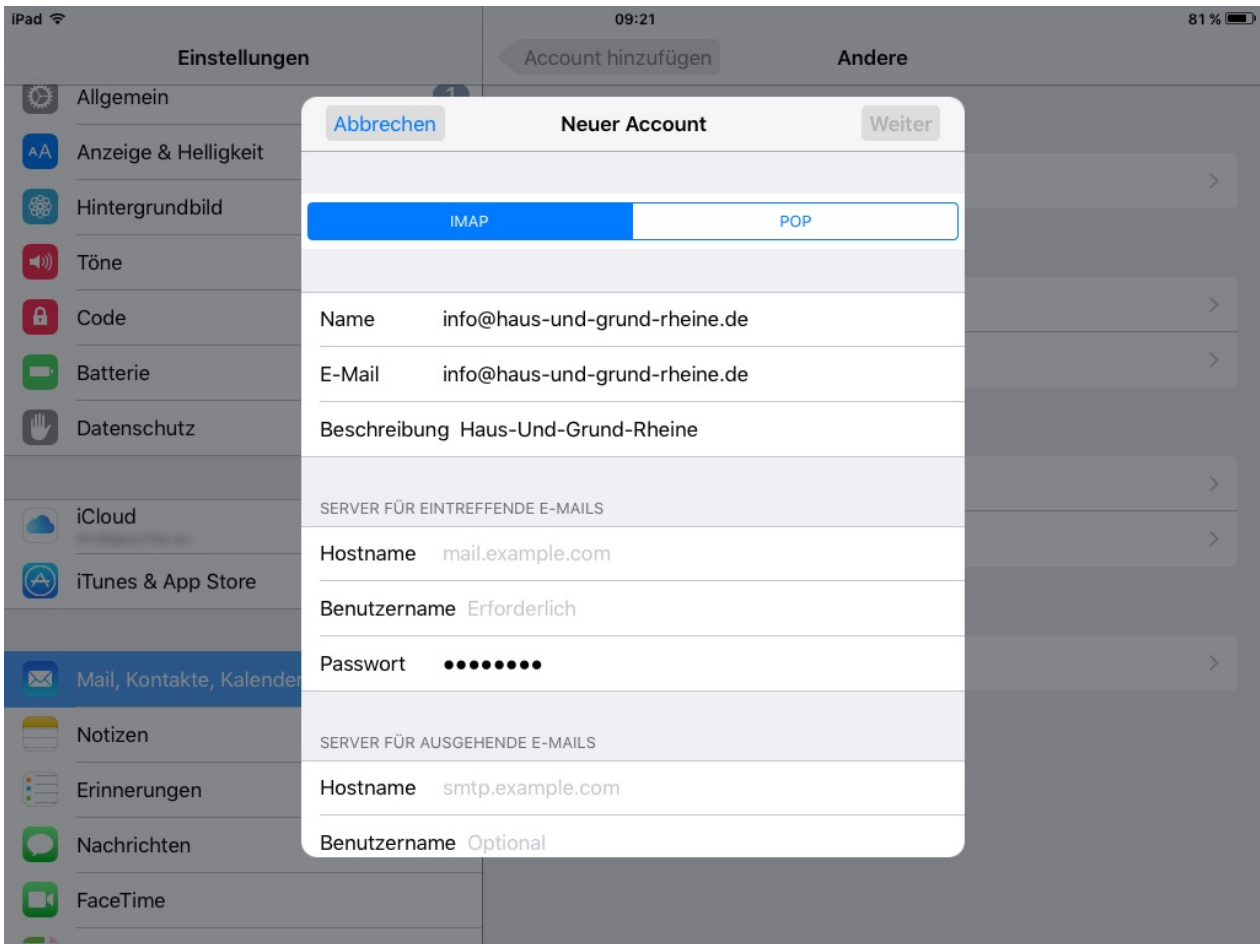 iPad 09:21 81 %
Einstellungen
Account hinzufügen Andere
Allgemein 1
Anzeige & Helligkeit
Hintergrundbild
Töne
Code
Batterie
Datenschutz
iCloud
iTunes & App Store
Mail, Kontakte, Kalender
Notizen
Erinnerungen
Nachrichten
FaceTime
Abbrechen Neuer Account Weiter
IMAP POP
Name info@haus-und-grund-rheine.de
E-Mail info@haus-und-grund-rheine.de
Beschreibung Haus-Und-Grund-Rheine
SERVER FÜR EINTREFFENDE E-MAILS
Hostname mail.example.com
Benutzername Erforderlich
Passwort ••••••••
SERVER FÜR AUSGEHENDE E-MAILS
Hostname smtp.example.com
Benutzername Optional